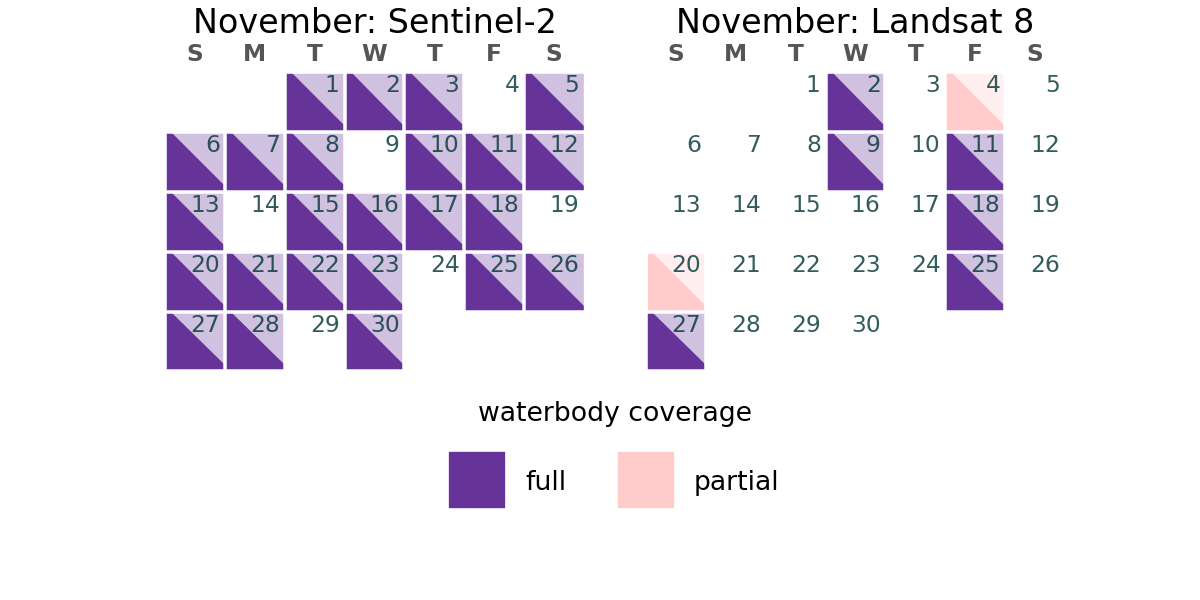 November: Sentinel-2
S M T W T F S
1 2 3 4 5
6 7 8 9 10 11 12
13 14 15 16 17 18 19
20 21 22 23 24 25 26
27 28 29 30
November: Landsat 8
S M T W T F S
1 2 3 4 5
6 7 8 9 10 11 12
13 14 15 16 17 18 19
20 21 22 23 24 25 26
27 28 29 30
waterbody coverage
full
partial